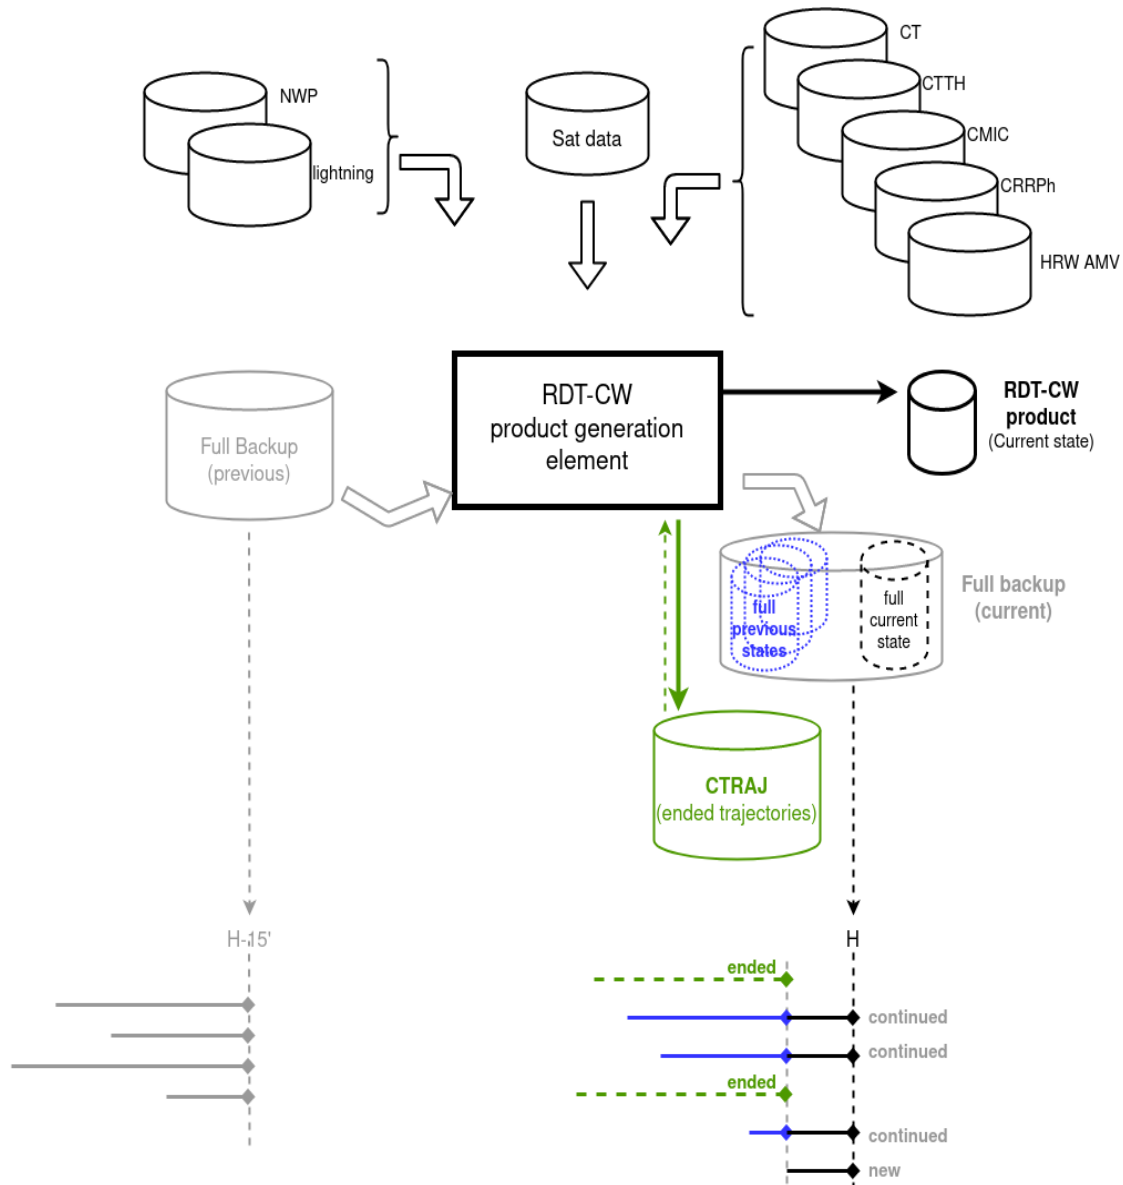 CT
NWP
CTTH
Sat data
CMIC
lightning
CRRPh
HRW AMV
RDT-CW
product generation
element
RDT-CW
product
(Current state)
Full Backup
(previous)
full
previous
states
full
current
state
Full backup
(current)
CTRAJ
(ended trajectories)
H-15'
H
ended
continued
continued
ended
continued
new